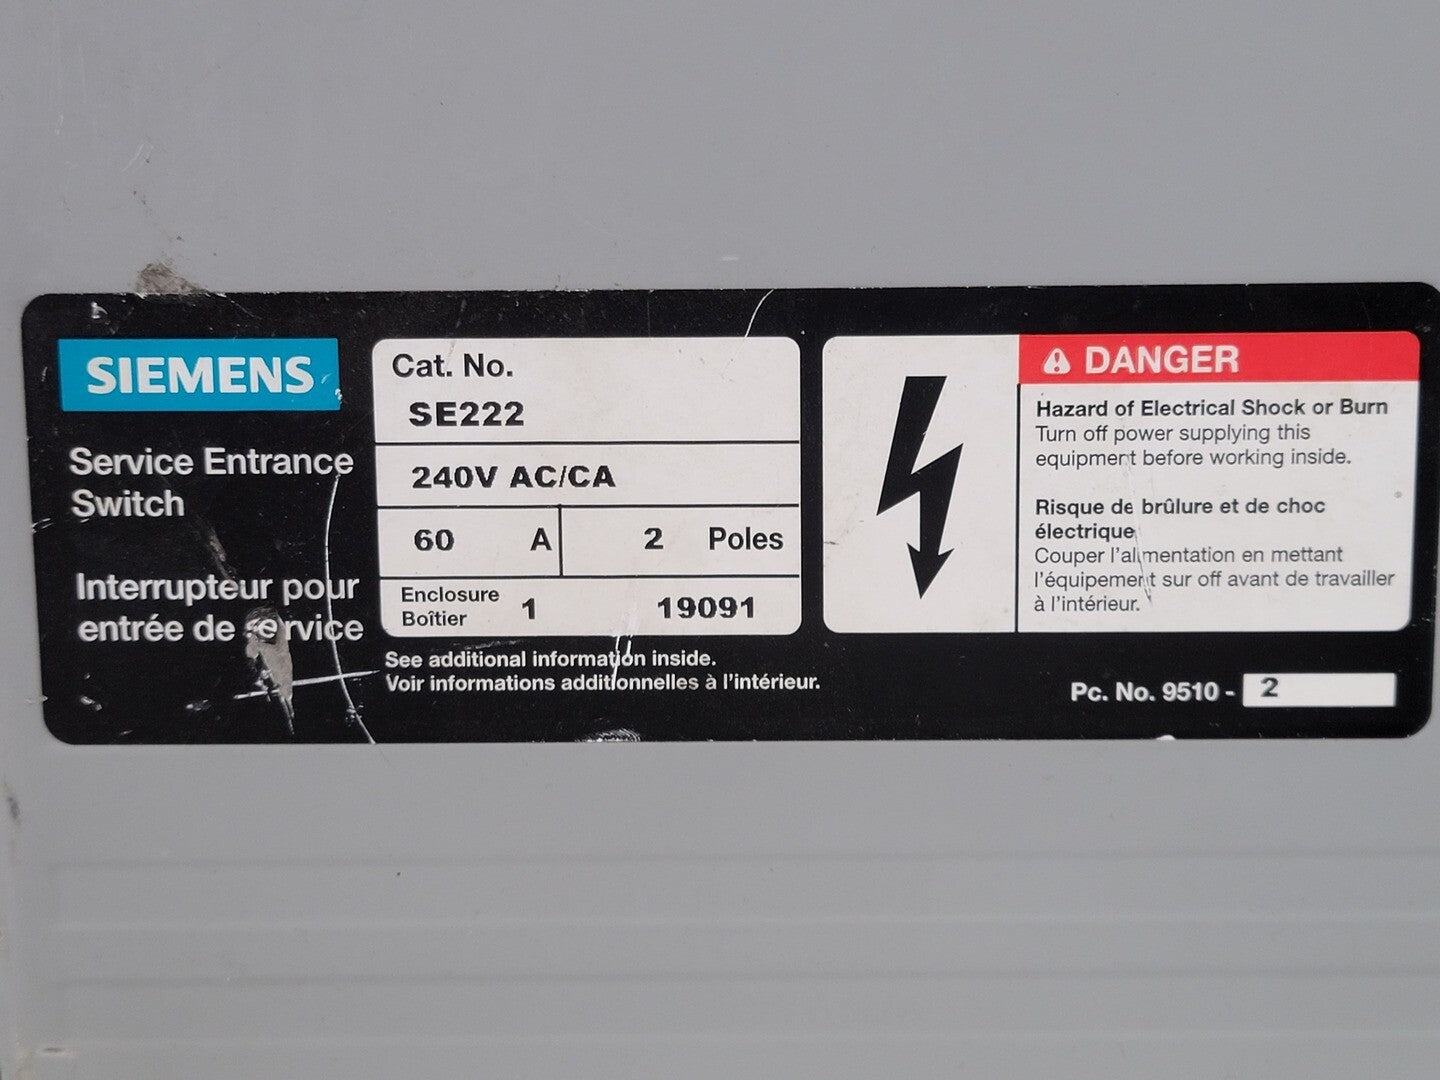 SIEMENS
Service Entrance
Switch
Interrupteur pour
entrée de service
Cat. No.
SE222
240V AC/CA
60 A 2 Poles
Enclosure
Boîtier 1 19091
See additional information inside.
Voir informations additionnelles à l'intérieur.
DANGER
Hazard of Electrical Shock or Burn
Turn off power supplying this
equipment before working inside.
Risque de brûlure et de choc
électrique
Couper l'alimentation en mettant
l'équipement sur off avant de travailler
à l'intérieur.
Pc. No. 9510 - 2